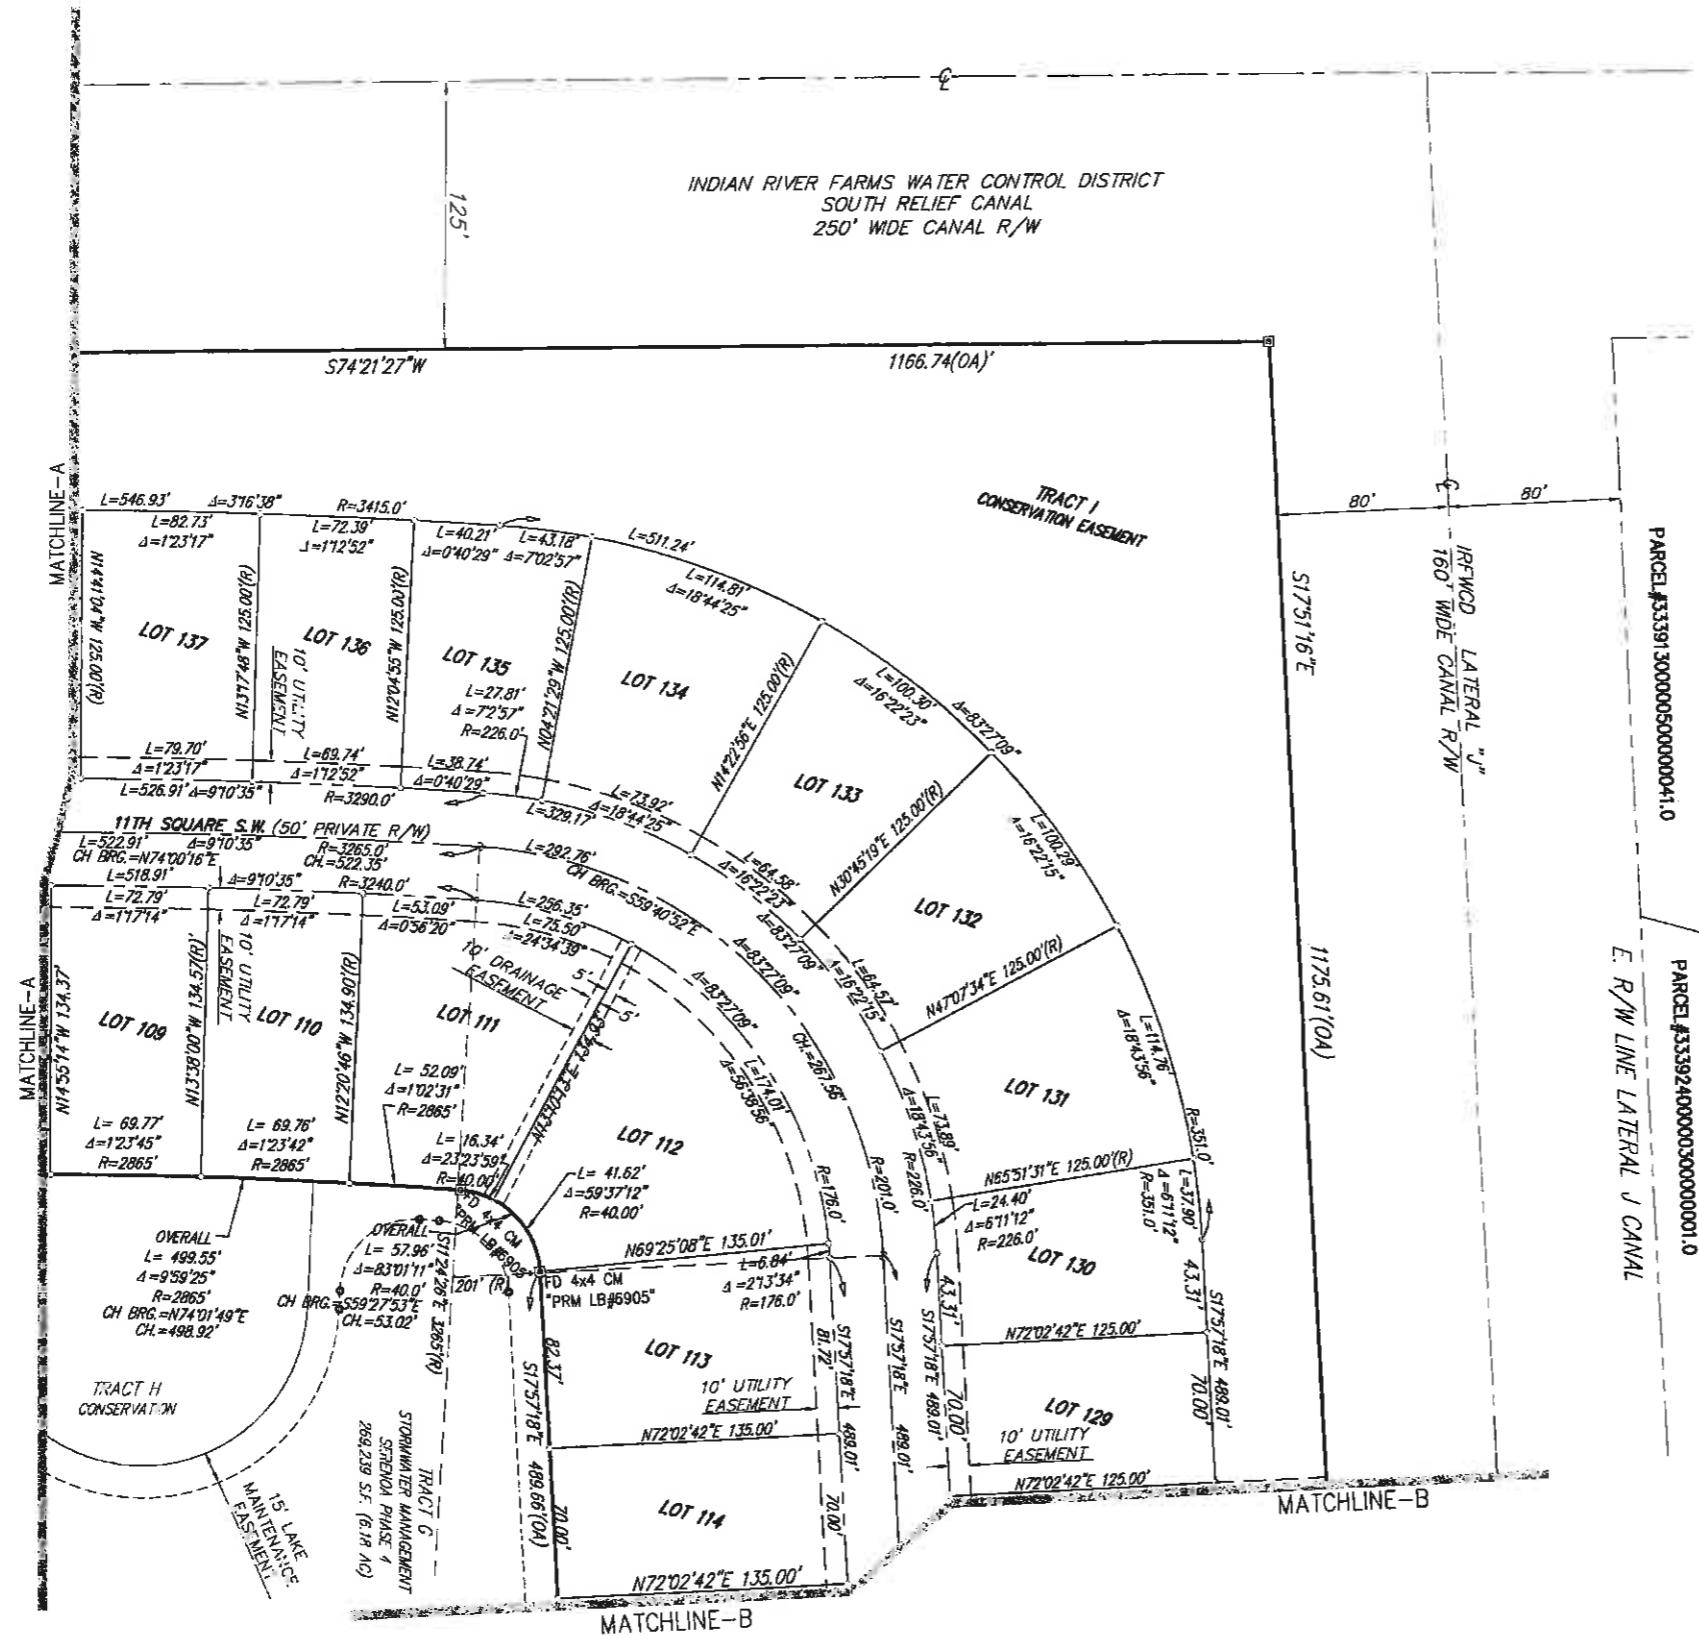 ℄
INDIAN RIVER FARMS WATER CONTROL DISTRICT
SOUTH RELIEF CANAL
250' WIDE CANAL R/W
125'
S74°21'27"W
1166.74(OA)'
MATCHLINE-A
TRACT I
CONSERVATION EASEMENT
80'
℄
80'
S17°51'16"E
1175.61'(OA)
IRFWCD LATERAL "J"
160' WIDE CANAL R/W
PARCEL#33391300000500000041.0
PARCEL#33392400000300000001.0
E. R/W LINE LATERAL J CANAL
L=546.93'
Δ=3°16'38"
R=3415.0'
L=82.73'
Δ=1°23'17"
L=72.39'
Δ=1°12'52"
L=40.21'
Δ=0°40'29"
L=43.18'
Δ=7°02'57"
L=511.24'
L=114.81'
Δ=18°44'25"
L=100.30'
Δ=16°22'23"
Δ=83°27'09"
L=100.29'
Δ=16°22'15"
L=114.76'
Δ=18°43'56"
R=351.0'
N14°41'04"W 125.00'(R)
LOT 137
N13°17'48"W 125.00'(R)
10' UTILITY
EASEMENT
LOT 136
N12°04'55"W 125.00'(R)
LOT 135
L=27.81'
Δ=7°2'57"
R=226.0'
N04°21'29"W 125.00'(R)
LOT 134
N14°22'56"E 125.00'(R)
LOT 133
N30°45'19"E 125.00'(R)
LOT 132
N47°07'34"E 125.00'(R)
LOT 131
N65°51'31"E 125.00'(R)
L=79.70'
Δ=1°23'17"
L=69.74'
Δ=1°12'52"
L=38.74'
Δ=0°40'29"
L=526.91'
Δ=9°10'35"
R=3290.0'
L=329.17'
L=73.92'
Δ=18°44'25"
L=64.58'
Δ=16°22'23"
Δ=83°27'09"
L=64.57'
Δ=16°22'15"
L=73.89'
Δ=18°43'56"
R=226.0'
11TH SQUARE S.W. (50' PRIVATE R/W)
L=522.91'
Δ=9°10'35"
R=3265.0'
CH BRG.=N74°00'16"E
CH.=522.35'
L=292.76'
CH BRG.=S59°40'52"E
Δ=83°27'09"
CH.=267.56'
R=201.0'
L=518.91'
Δ=9°10'35"
R=3240.0'
L=72.79'
Δ=1°17'14"
L=72.79'
Δ=1°17'14"
L=53.09'
Δ=0°56'20"
L=256.35'
L=75.50'
Δ=24°34'39"
Δ=83°27'09"
L=174.01'
Δ=56°38'56"
R=176.0'
MATCHLINE-A
N14°55'14"W 134.37'
LOT 109
N13°38'00"W 134.57'(R)
10' UTILITY
EASEMENT
LOT 110
N12°20'46"W 134.90'(R)
LOT 111
10' DRAINAGE
EASEMENT
5'
5'
LOT 112
L= 52.09'
Δ=1°02'31"
R=2865'
L= 16.34'
Δ=23°23'59"
R=40.00'
L= 41.62'
Δ=59°37'12"
R=40.00'
L= 69.77'
Δ=1°23'45"
R=2865'
L= 69.76'
Δ=1°23'42"
R=2865'
FD 4x4 CM
"PRM LB#6905"
N69°25'08"E 135.01'
FD 4x4 CM
"PRM LB#6905"
L=6.84'
Δ=2°13'34"
R=176.0'
OVERALL
L= 499.55'
Δ=9°59'25"
R=2865'
CH BRG.=N74°01'49"E
CH.=498.92'
OVERALL
L= 57.96'
Δ=83°01'11"
R=40.0'
CH BRG.=S59°27'53"E
CH.=53.02'
S11°24'26"E 3265'(R)
201' (R)
L=24.40'
Δ=6°11'12"
R=226.0'
LOT 130
L=37.90'
Δ=6°11'12"
R=351.0'
43.31'
43.31'
S17°57'18"E 489.01'
N72°02'42"E 125.00'
S17°57'18"E 489.01'
S17°57'18"E 489.01'
S17°57'18"E 489.01'
81.72'
LOT 113
82.37'
S17°57'18"E 489.66'(OA)
10' UTILITY
EASEMENT
N72°02'42"E 135.00'
LOT 129
10' UTILITY
EASEMENT
70.00'
70.00'
N72°02'42"E 125.00'
MATCHLINE-B
TRACT H
CONSERVATION
15' LAKE
MAINTENANCE
EASEMENT
TRACT G
STORMWATER MANAGEMENT
SERENOA PHASE 4
269,239 S.F. (6.18 AC)
LOT 114
70.00'
70.00'
N72°02'42"E 135.00'
MATCHLINE-B